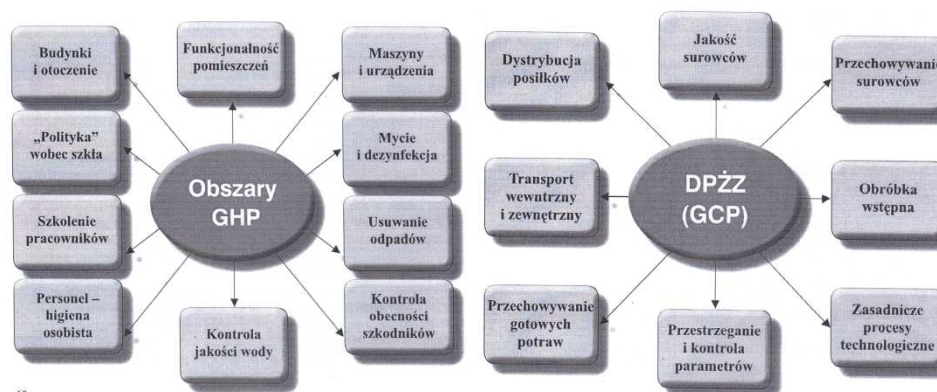 Budynki
i otoczenie
Funkcjonalność
pomieszczeń
Maszyny
i urządzenia
„Polityka”
wobec szkła
Mycie
i dezynfekcja
Obszary
GHP
Szkolenie
pracowników
Usuwanie
odpadów
Personel –
higiena
osobista
Kontrola
jakości wody
Kontrola
obecności
szkodników
Dystrybucja
posiłków
Jakość
surowców
Przechowywanie
surowców
Transport
wewntrzny
i zewnętrzny
DPŻZ
(GCP)
Obróbka
wstępna
Przechowywanie
gotowych
potraw
Przestrzeganie
i kontrola
parametrów
Zasadnicze
procesy
technologiczne